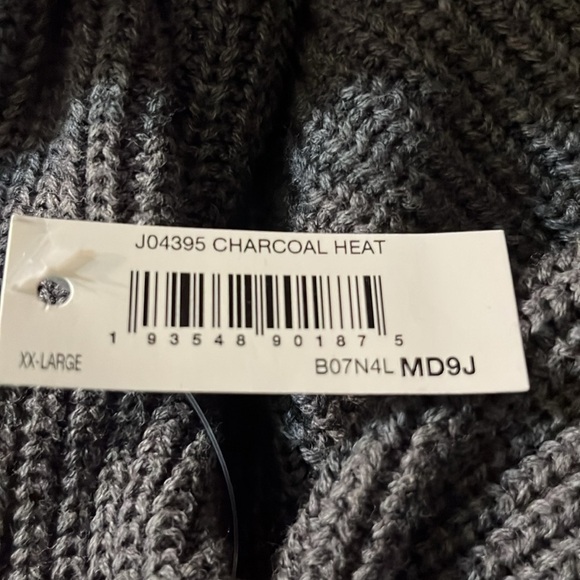 J04395 CHARCOAL HEAT
1 93548 90187 5
XX-LARGE
B07N4L MD9J